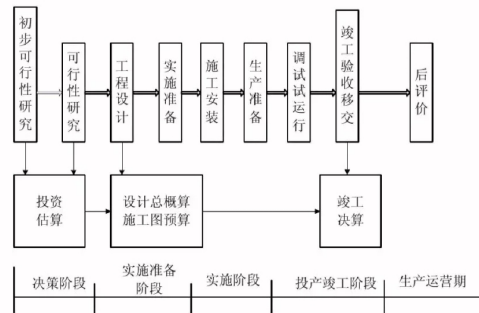 初步可行性研究
可行性研究
工程设计
实施准备
施工安装
生产准备
调试试运行
竣工验收移交
后评价
投资
估算
设计总概算
施工图预算
竣工
决算
决策阶段
实施准备
阶段
实施阶段
投产竣工阶段
生产运营期